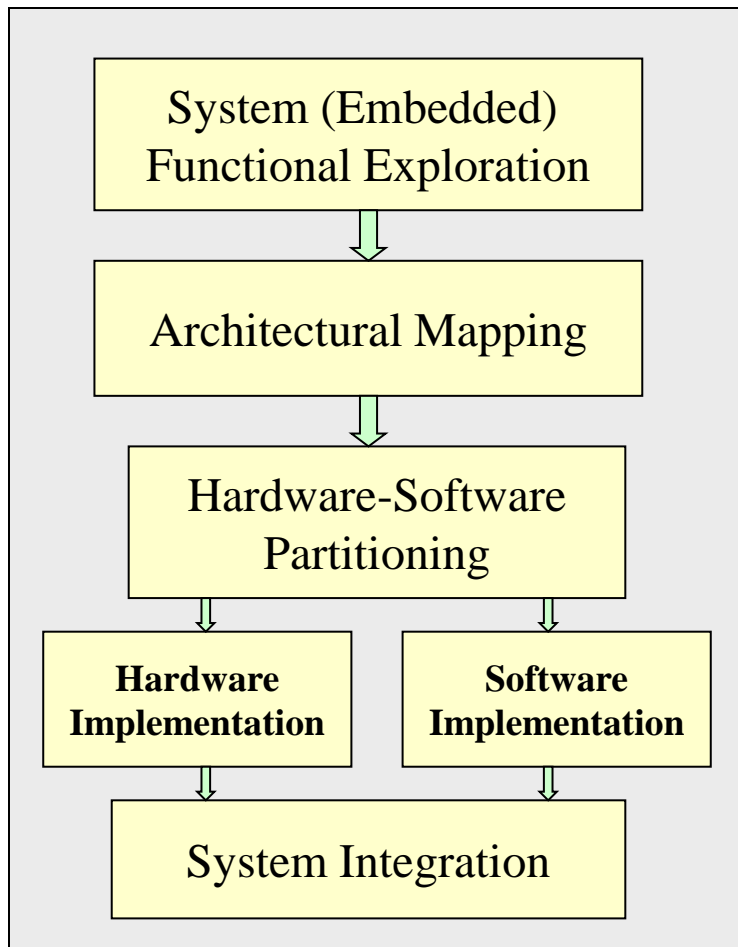 System (Embedded)
Functional Exploration
Architectural Mapping
Hardware-Software
Partitioning
Hardware
Implementation
Software
Implementation
System Integration